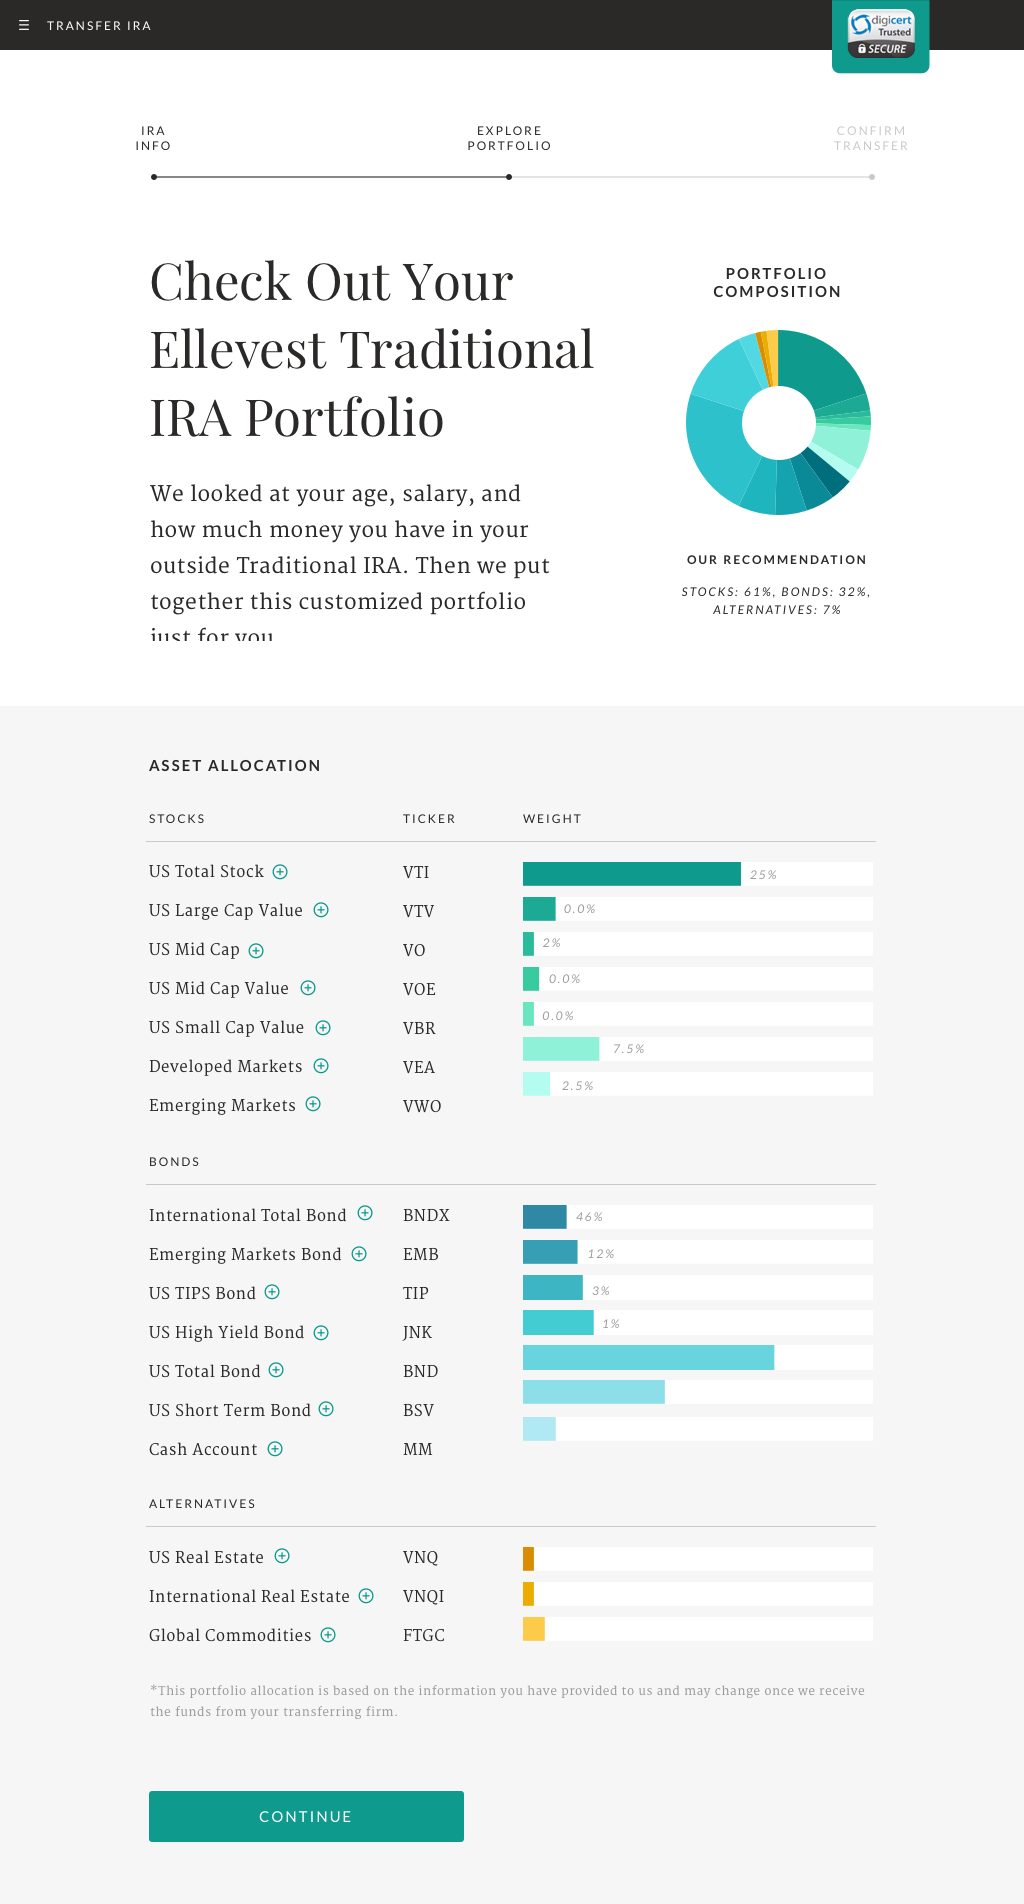 ☰ TRANSFER IRA
digicert
Trusted
SECURE
IRA
INFO
EXPLORE
PORTFOLIO
CONFIRM
TRANSFER
Check Out Your
Ellevest Traditional
IRA Portfolio
We looked at your age, salary, and
how much money you have in your
outside Traditional IRA. Then we put
together this customized portfolio
just for you
PORTFOLIO
COMPOSITION
OUR RECOMMENDATION
STOCKS: 61%, BONDS: 32%,
ALTERNATIVES: 7%
ASSET ALLOCATION
STOCKS TICKER WEIGHT
US Total Stock VTI 25%
US Large Cap Value VTV 0.0%
US Mid Cap VO 2%
US Mid Cap Value VOE 0.0%
US Small Cap Value VBR 0.0%
Developed Markets VEA 7.5%
Emerging Markets VWO 2.5%
BONDS
International Total Bond BNDX 46%
Emerging Markets Bond EMB 12%
US TIPS Bond TIP 3%
US High Yield Bond JNK 1%
US Total Bond BND
US Short Term Bond BSV
Cash Account MM
ALTERNATIVES
US Real Estate VNQ
International Real Estate VNQI
Global Commodities FTGC
*This portfolio allocation is based on the information you have provided to us and may change once we receive
the funds from your transferring firm.
CONTINUE